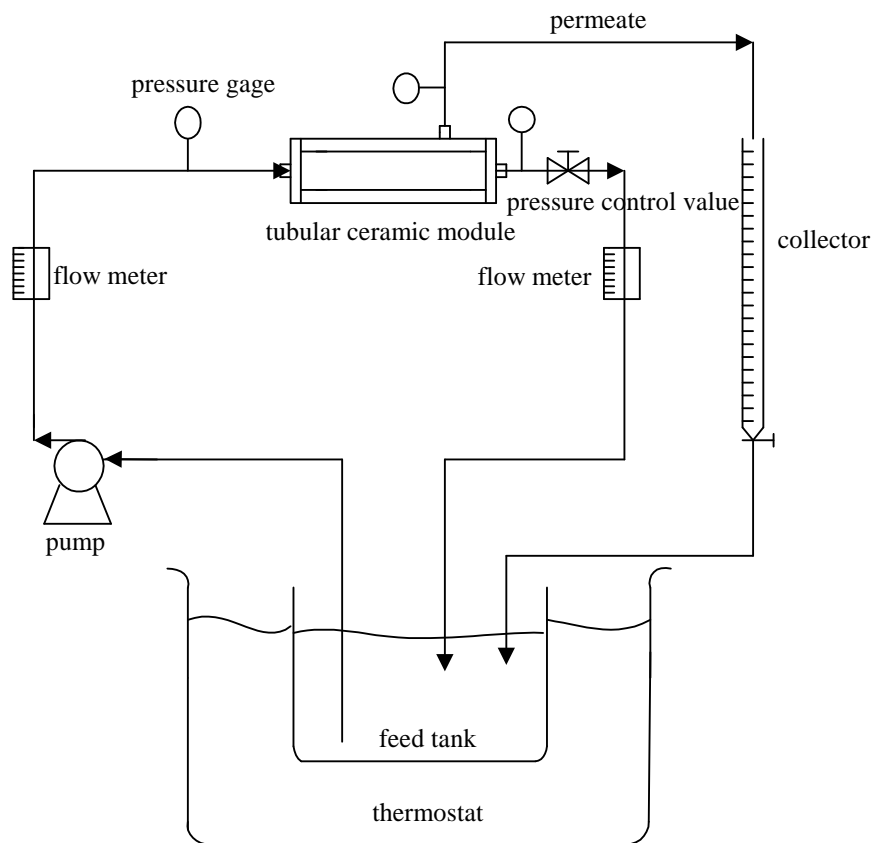 permeate
pressure gage
pressure control value
tubular ceramic module
collector
flow meter
flow meter
pump
feed tank
thermostat